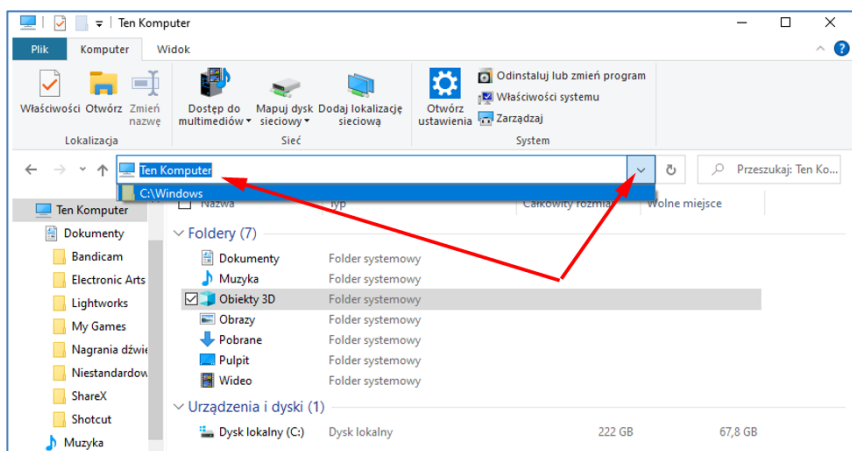 Ten Komputer
Plik Komputer Widok
Właściwości Otwórz Zmień nazwę
Dostęp do multimediów Mapuj dysk sieciowy Dodaj lokalizację sieciową
Otwórz ustawienia
Odinstaluj lub zmień program
Właściwości systemu
Zarządzaj
Lokalizacja Sieć System
Ten Komputer
Przeszukaj: Ten Ko...
C:\Windows
Nazwa Typ Całkowity rozmia Wolne miejsce
Ten Komputer
Dokumenty
Bandicam
Electronic Arts
Lightworks
My Games
Nagrania dźwię
Niestandardow
ShareX
Shotcut
Muzyka
Foldery (7)
Dokumenty Folder systemowy
Muzyka Folder systemowy
Obiekty 3D Folder systemowy
Obrazy Folder systemowy
Pobrane Folder systemowy
Pulpit Folder systemowy
Wideo Folder systemowy
Urządzenia i dyski (1)
Dysk lokalny (C:) Dysk lokalny 222 GB 67,8 GB